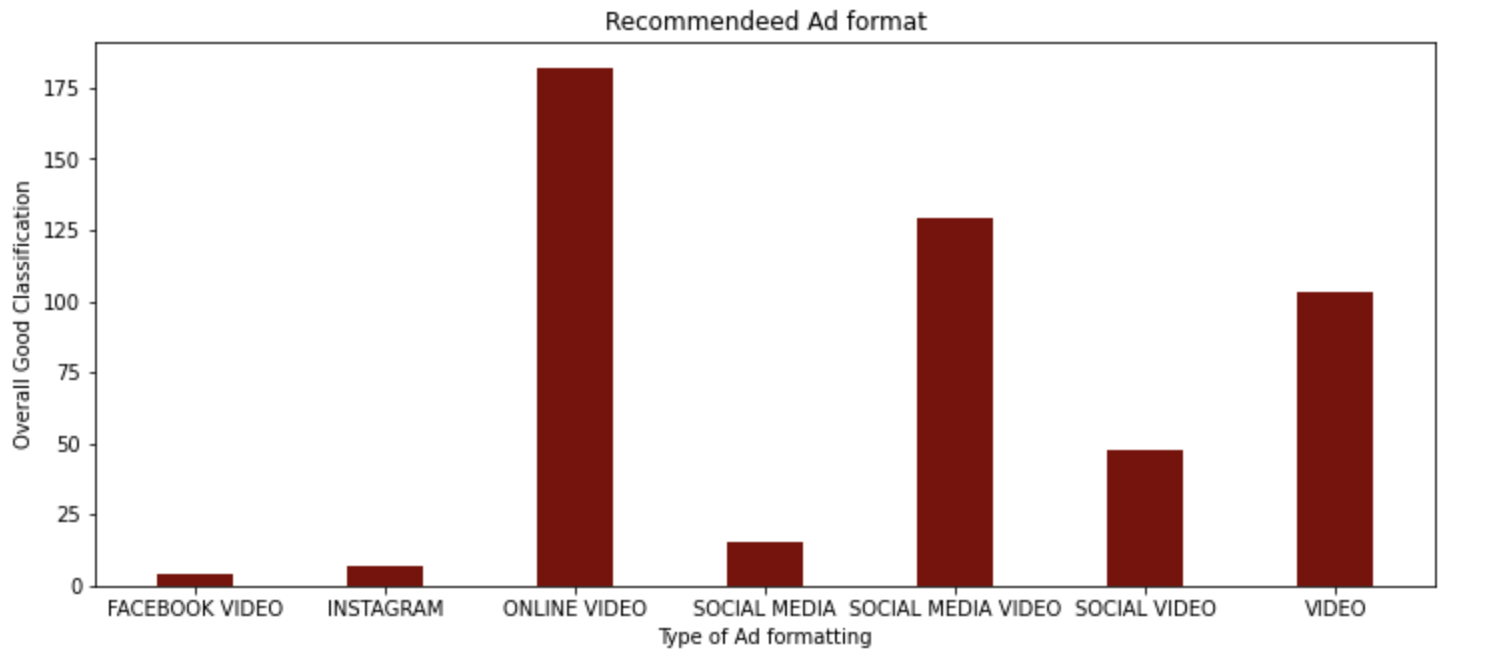 Recommendeed Ad format
Overall Good Classification
175
150
125
100
75
50
25
0
FACEBOOK VIDEO INSTAGRAM ONLINE VIDEO SOCIAL MEDIA SOCIAL MEDIA VIDEO SOCIAL VIDEO VIDEO
Type of Ad formatting